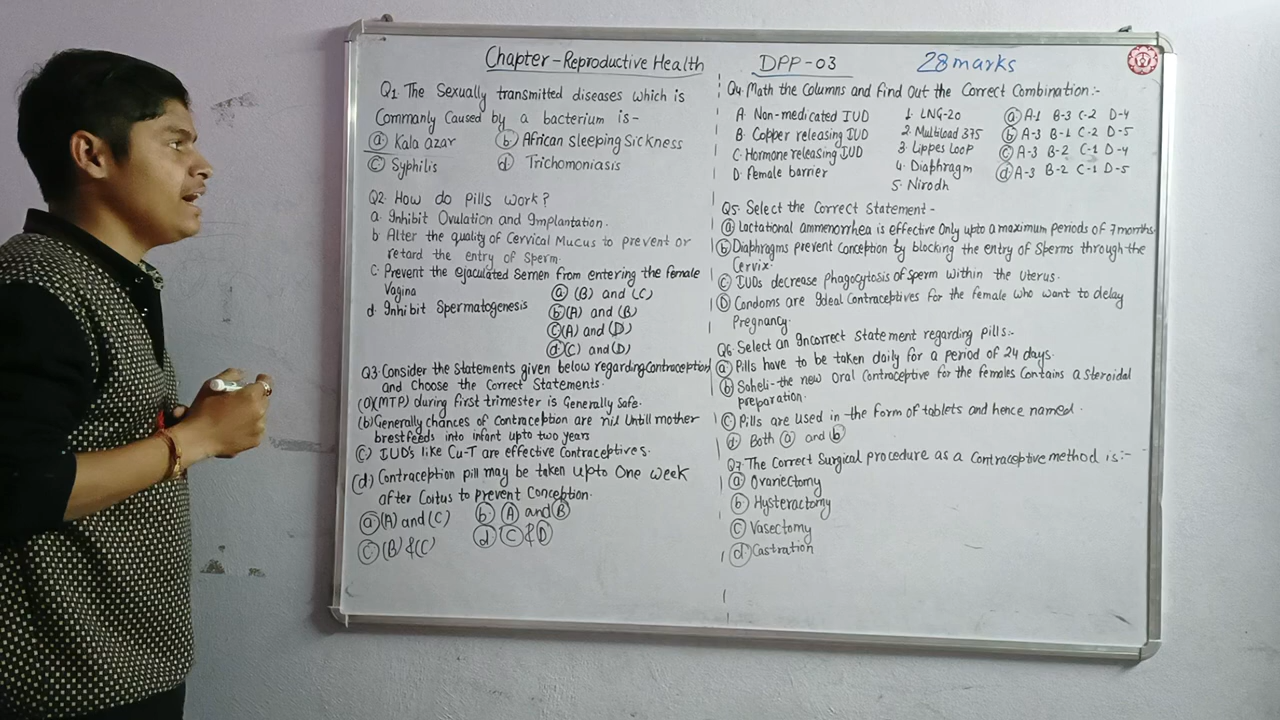 Chapter - Reproductive Health
DPP-03
28 marks
Q1. The Sexually transmitted diseases which is
Commanly Caused by a bacterium is -
(a) Kala azar (b) African sleeping Sickness
(c) Syphilis (d) Trichomoniasis
Q2. How do Pills Work?
a. Inhibit Ovulation and Implantation.
b Alter the quality of Cervical Mucus to prevent or
retard the entry of Sperm.
C. Prevent the ejaculated Semen from entering the female
Vagina
d. Inhibit Spermatogenesis
(a) (B) and (C)
(b) (A) and (B)
(c) (A) and (D)
(d) (C) and (D)
Q3. Consider the Statements given below regarding Contraception
and Choose the Correct Statements.
(a) (MTP) during first trimester is Generally safe.
(b) Generally chances of Contraception are nil Untill mother
brestfeeds into infant upto two years
(c) IUD's like Cu-T are effective Contraceptives.
(d) Contraception pill may be taken Upto One week
after Coitus to prevent Conception.
(a) (A) and (C) (b) (A) and (B)
(c) (B) & (C) (d) (C) & (D)
Q4. Math the Columns and find Out the Correct Combination:-
A. Non-medicated IUD 1. LNG-20 (a) A-1 B-3 C-2 D-4
B. Copper releasing IUD 2. Multiload 375 (b) A-3 B-1 C-2 D-5
C. Hormone releasing IUD 3. Lippes Loop (c) A-3 B-2 C-1 D-4
D. Female barrier 4. Diaphragm (d) A-3 B-2 C-1 D-5
5. Nirodh
Q5. Select the Correct Statement -
(a) Lactational ammenorrhea is effective Only upto a maximum periods of 7 months
(b) Diaphragms prevent Conception by blocking the entry of Sperms through the
Cervix.
(c) IUDs decrease phagocytosis of sperm within the uterus.
(D) Condoms are Ideal Contraceptives for the female who want to delay
Pregnancy.
Q6. Select an Incorrect Statement regarding pills:-
(a) Pills have to be taken daily for a period of 24 days.
(b) Saheli-the new Oral Contraceptive for the females Contains a Steroidal
preparation.
(c) Pills are Used in the form of tablets and hence named.
(d) Both (a) and (b)
Q7. The Correct Surgical procedure as a Contraceptive method is:-
(a) Ovariectomy
(b) Hysteractomy
(c) Vasectomy
(d) Castration